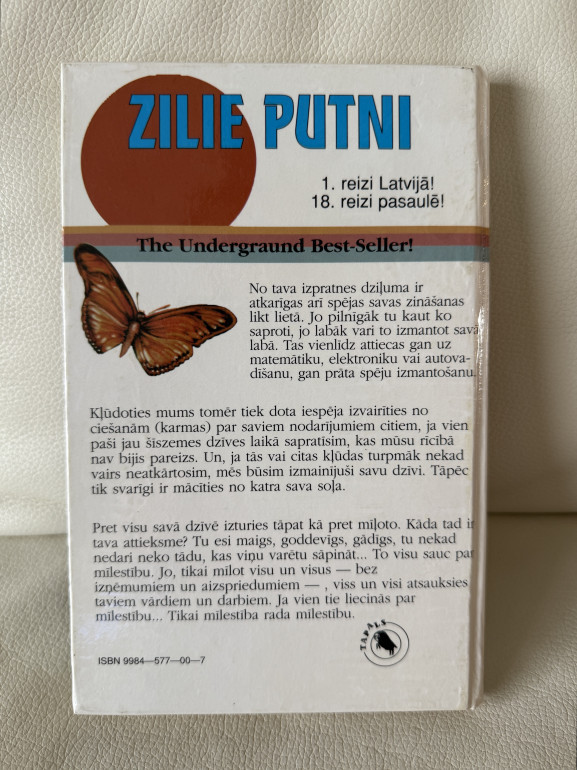 ZILIE PUTNI
1. reizi Latvijā!
18. reizi pasaulē!
The Undergraund Best-Seller!
No tava izpratnes dziļuma ir
atkarīgas arī spējas savas zināšanas
likt lietā. Jo pilnīgāk tu kaut ko
saproti, jo labāk vari to izmantot savā
labā. Tas vienlīdz attiecas gan uz
matemātiku, elektroniku vai autova-
dīšanu, gan prāta spēju izmantošanu.
Kļūdoties mums tomēr tiek dota iespēja izvairīties no
ciešanām (karmas) par saviem nodarījumiem citiem, ja vien
paši jau šiszemes dzīves laikā sapratīsim, kas mūsu rīcībā
nav bijis pareizs. Un, ja tās vai citas kļūdas turpmāk nekad
vairs neatkārtosim, mēs būsim izmainījuši savu dzīvi. Tāpēc
tik svarīgi ir mācīties no katra sava soļa.
Pret visu savā dzīvē izturies tāpat kā pret mīļoto. Kāda tad ir
tava attieksme? Tu esi maigs, goddevīgs, gādīgs, tu nekad
nedari neko tādu, kas viņu varētu sāpināt... To visu sauc par
mīlestību. Jo, tikai mīlot visu un visus — bez
izņēmumiem un aizspriedumiem — , viss un visi atsauksies
taviem vārdiem un darbiem. Ja vien tie liecinās par
mīlestību... Tikai mīlestība rada mīlestību.
TAPALS
ISBN 9984—577—00—7